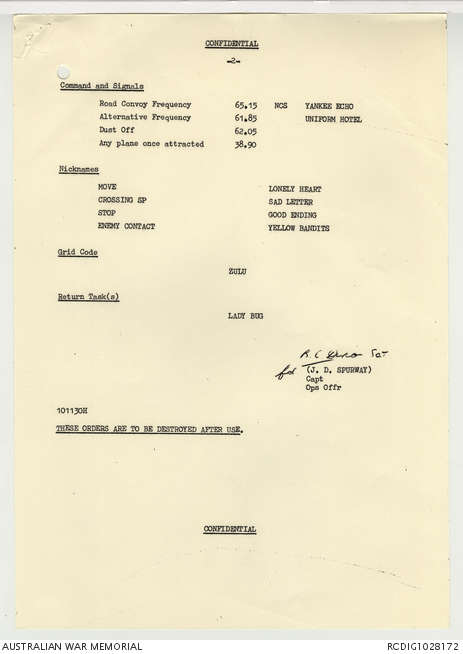 CONFIDENTIAL
-2-
Command and Signals
Road Convoy Frequency 65.15 NCS YANKEE ECHO
Alternative Frequency 61.85 UNIFORM HOTEL
Dust Off 62.05
Any plane once attracted 38.90
Nicknames
MOVE LONELY HEART
CROSSING SP SAD LETTER
STOP GOOD ENDING
ENEMY CONTACT YELLOW BANDITS
Grid Code
ZULU
Return Task(s)
LADY BUG
for (J. D. SPURWAY)
Capt
Ops Offr
101130H
THESE ORDERS ARE TO BE DESTROYED AFTER USE.
CONFIDENTIAL
AUSTRALIAN WAR MEMORIAL RCDIG1028172